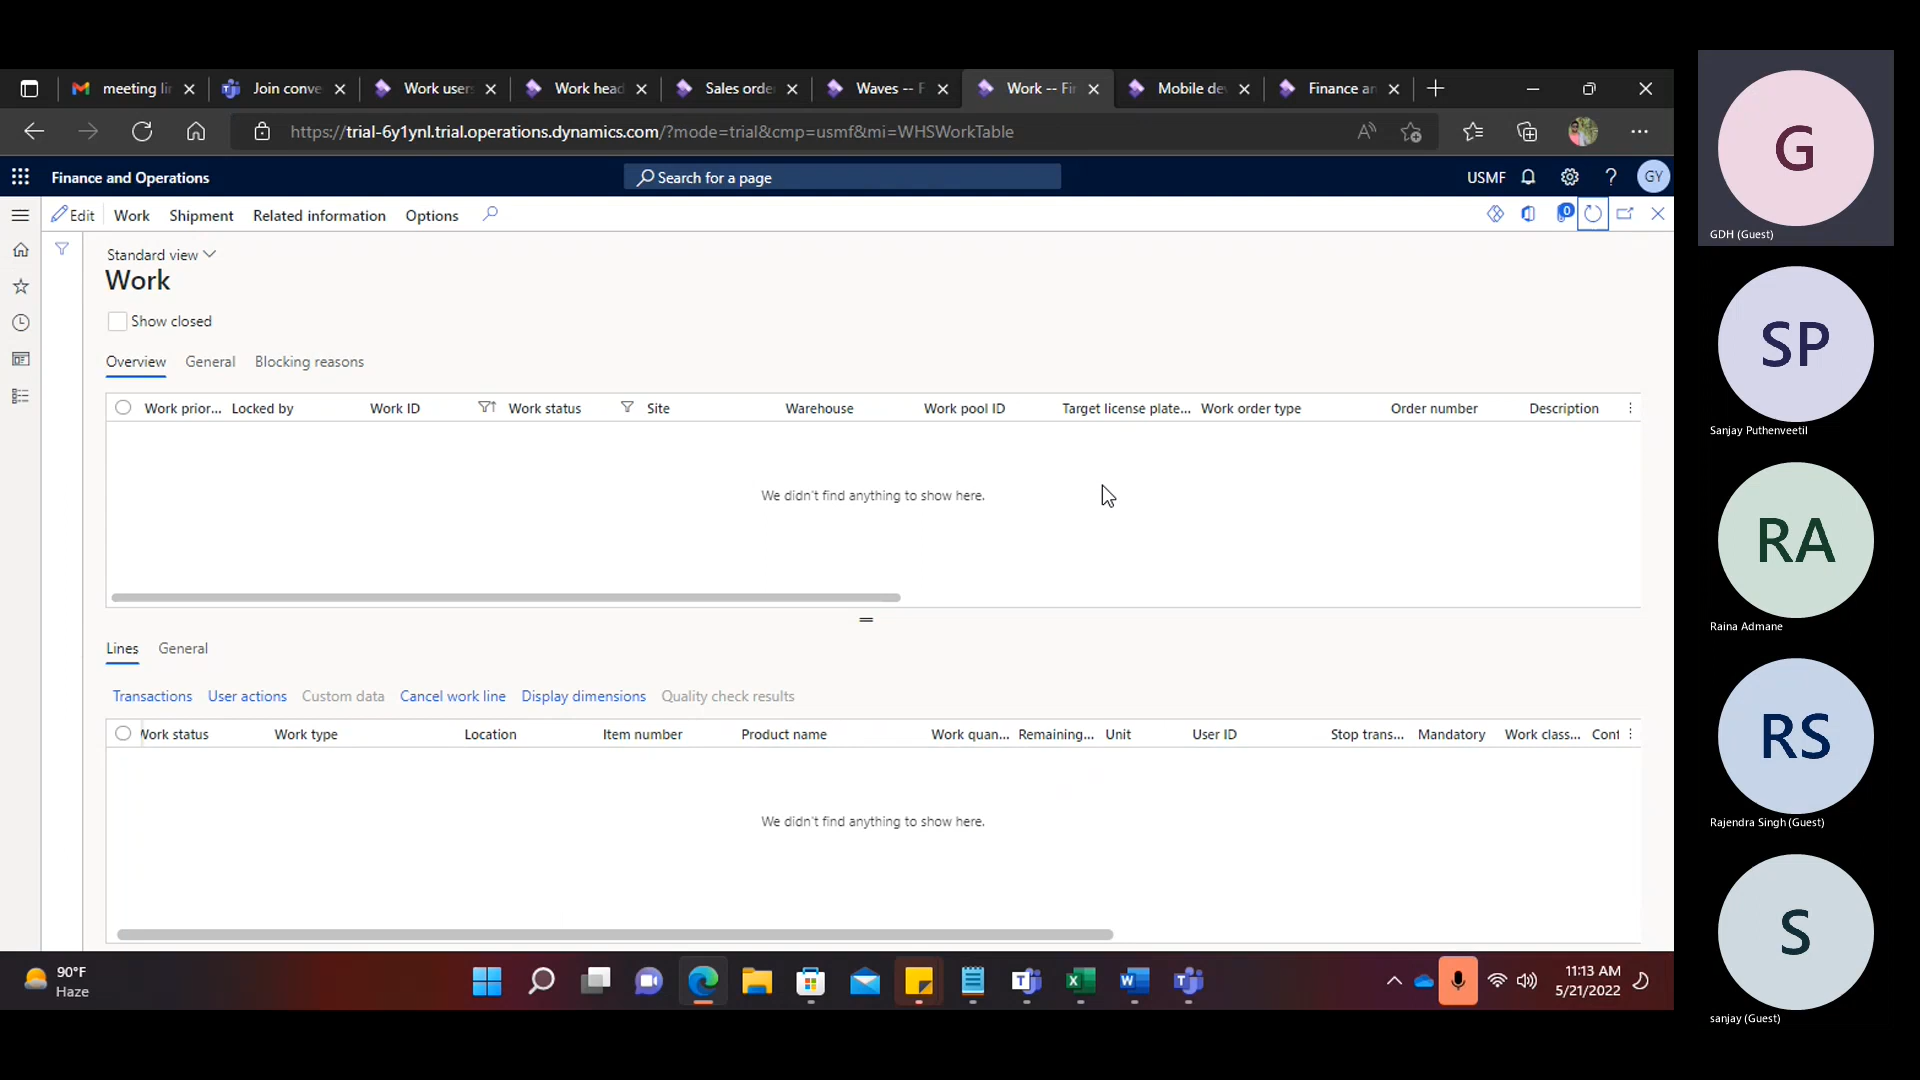 meeting lin
Join conve
Work users
Work head
Sales orde
Waves -- F
Work -- Fin
Mobile dev
Finance an
https://trial-6y1ynl.trial.operations.dynamics.com/?mode=trial&cmp=usmf&mi=WHSWorkTable
Finance and Operations
Search for a page
USMF
GY
Edit Work Shipment Related information Options
0
Standard view
Work
Show closed
Overview General Blocking reasons
Work prior... Locked by Work ID Work status Site Warehouse Work pool ID Target license plate... Work order type Order number Description
We didn't find anything to show here.
Lines General
Transactions User actions Custom data Cancel work line Display dimensions Quality check results
Work status Work type Location Item number Product name Work quan... Remaining... Unit User ID Stop trans... Mandatory Work class... Cont
We didn't find anything to show here.
90°F
Haze
11:13 AM
5/21/2022
G
GDH (Guest)
SP
Sanjay Puthenveetil
RA
Raina Admane
RS
Rajendra Singh (Guest)
S
sanjay (Guest)